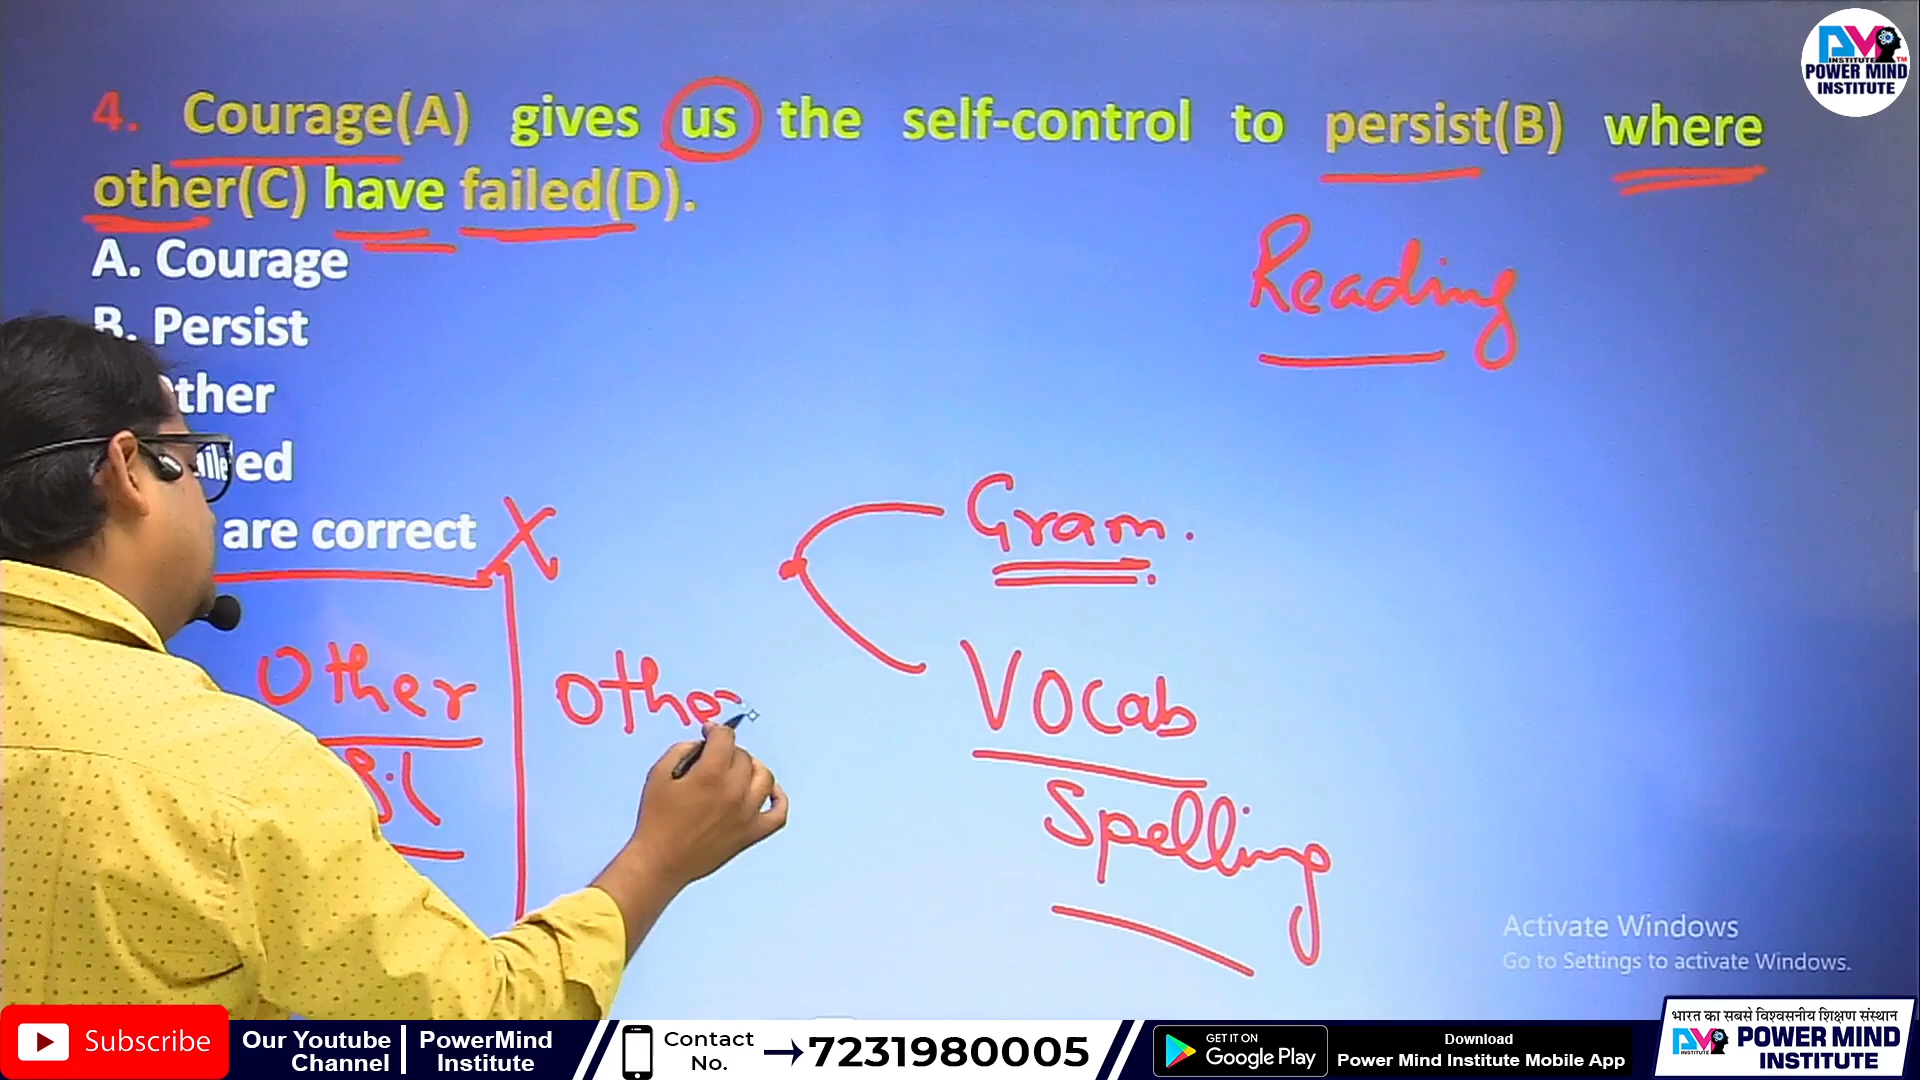 4. Courage(A) gives us the self-control to persist(B) where
other(C) have failed(D).
A. Courage
B. Persist
ther
ed
are correct
Reading
Gram.
Vocab
Spelling
Other
Othe
POWER MIND
INSTITUTE
Activate Windows
Go to Settings to activate Windows.
Subscribe
Our Youtube
Channel
PowerMind
Institute
Contact
No.
→7231980005
GET IT ON
Google Play
Download
Power Mind Institute Mobile App
भारत का सबसे विश्वसनीय शिक्षण संस्थान
POWER MIND
INSTITUTE